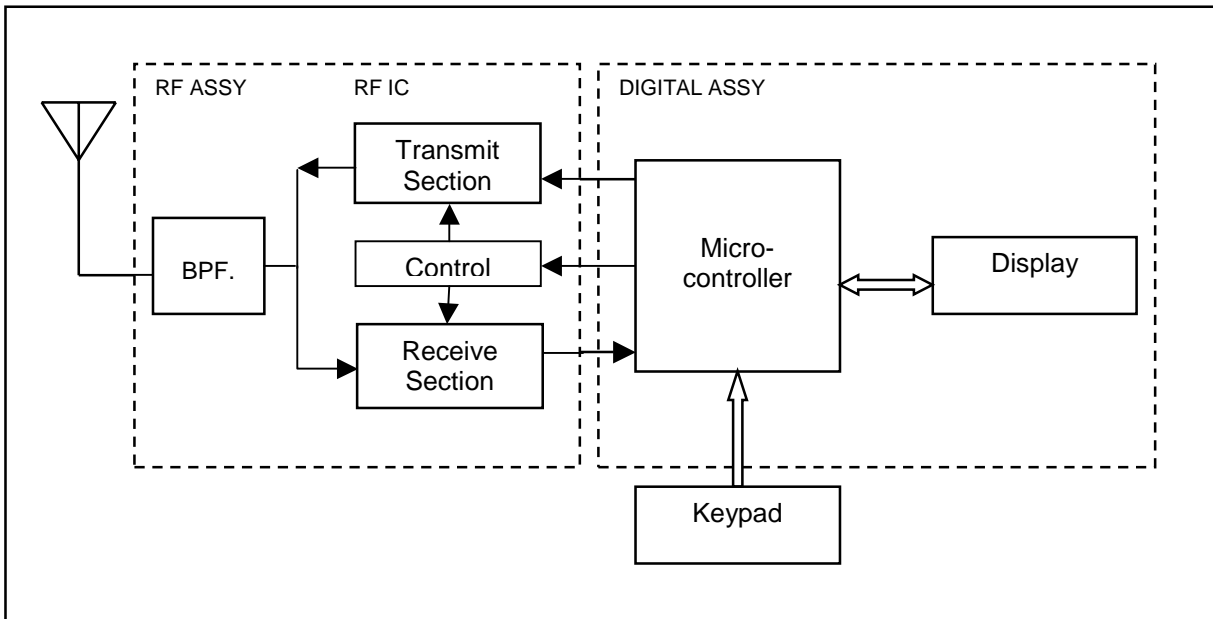 RF ASSY
RF IC
DIGITAL ASSY
Transmit
Section
BPF.
Control
Micro-
controller
Display
Receive
Section
Keypad